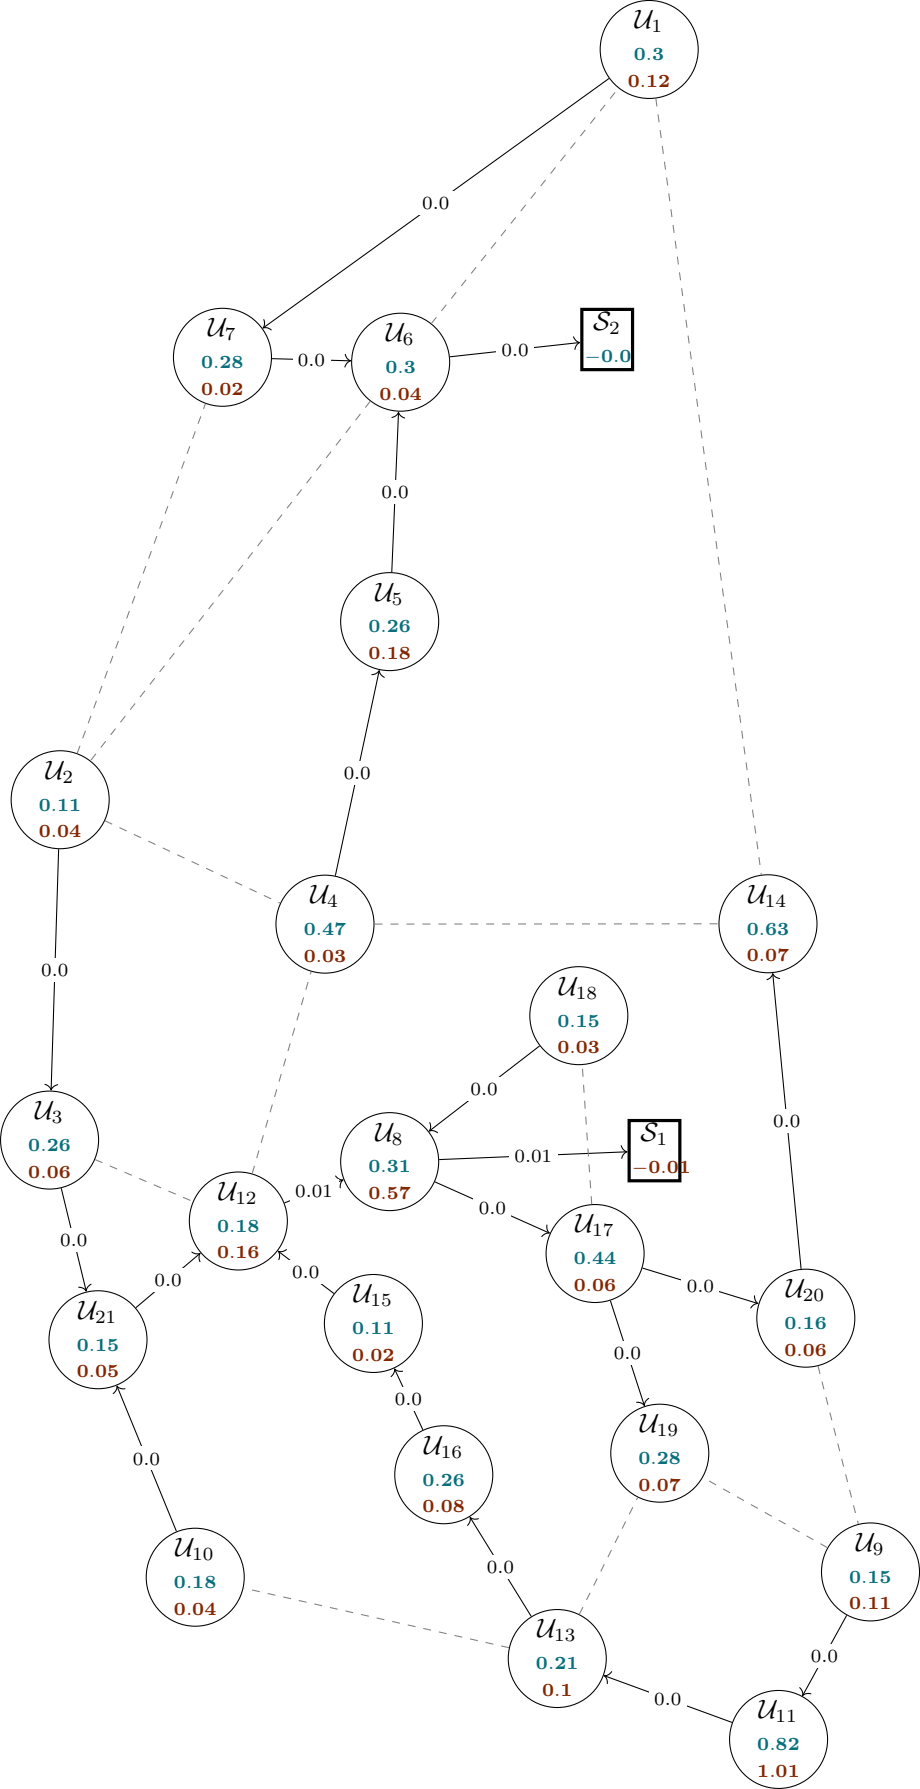 𝒰₁
0.3
0.12
0.0
𝒰₇
0.28
0.02
0.0
𝒰₆
0.3
0.04
0.0
𝒮₂
−0.0
0.0
𝒰₅
0.26
0.18
0.0
𝒰₂
0.11
0.04
𝒰₄
0.47
0.03
𝒰₁₄
0.63
0.07
0.0
𝒰₁₈
0.15
0.03
0.0
𝒰₃
0.26
0.06
𝒰₈
0.31
0.57
0.01
𝒮₁
−0.01
0.0
𝒰₁₂
0.18
0.16
0.01
0.0
𝒰₁₇
0.44
0.06
0.0
0.0
0.0
0.0
𝒰₂₁
0.15
0.05
𝒰₁₅
0.11
0.02
0.0
𝒰₂₀
0.16
0.06
0.0
0.0
𝒰₁₆
0.26
0.08
𝒰₁₉
0.28
0.07
0.0
𝒰₁₀
0.18
0.04
0.0
𝒰₉
0.15
0.11
𝒰₁₃
0.21
0.1
0.0
0.0
𝒰₁₁
0.82
1.01